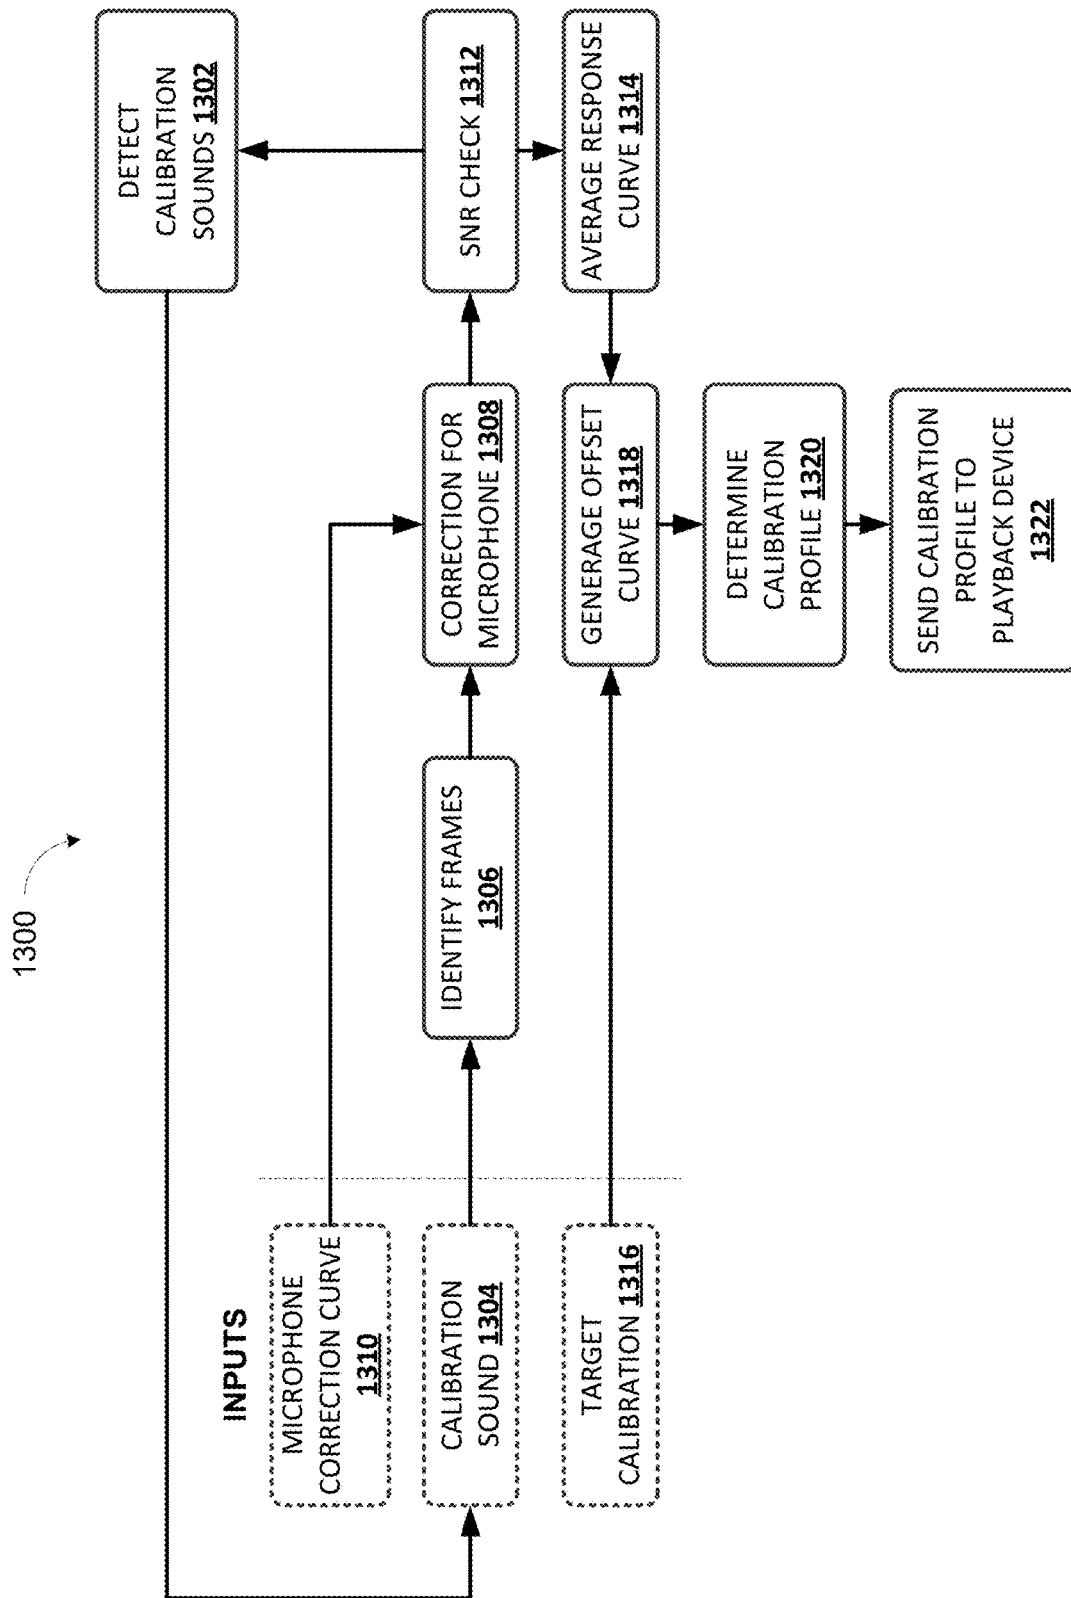 1300
INPUTS
MICROPHONE
CORRECTION CURVE
1310
CALIBRATION
SOUND 1304
TARGET
CALIBRATION 1316
IDENTIFY FRAMES
1306
CORRECTION FOR
MICROPHONE 1308
GENERAGE OFFSET
CURVE 1318
DETERMINE
CALIBRATION
PROFILE 1320
SEND CALIBRATION
PROFILE TO
PLAYBACK DEVICE
1322
DETECT
CALIBRATION
SOUNDS 1302
SNR CHECK 1312
AVERAGE RESPONSE
CURVE 1314